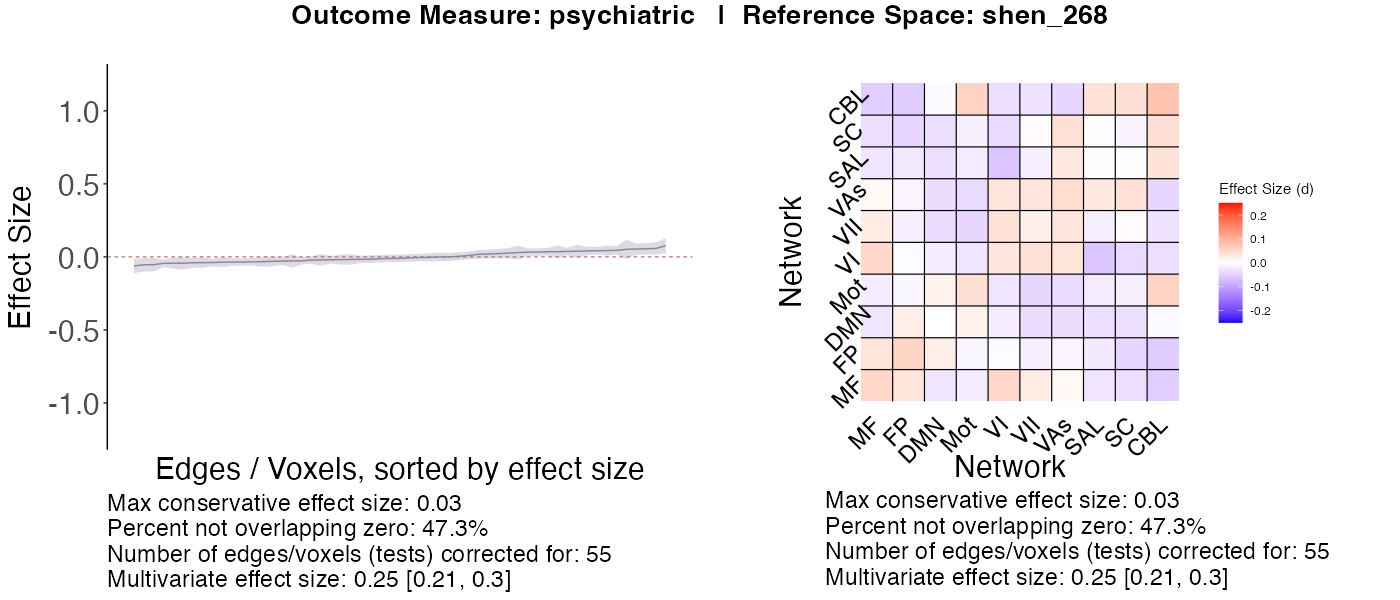 Outcome Measure: psychiatric | Reference Space: shen_268
Effect Size
1.0
0.5
0.0
-0.5
-1.0
Edges / Voxels, sorted by effect size
Max conservative effect size: 0.03
Percent not overlapping zero: 47.3%
Number of edges/voxels (tests) corrected for: 55
Multivariate effect size: 0.25 [0.21, 0.3]
Network
CBL
SC
SAL
VAs
VII
VI
Mot
DMN
FP
MF
MF
FP
DMN
Mot
VI
VII
VAs
SAL
SC
CBL
Network
Effect Size (d)
0.2
0.1
0.0
-0.1
-0.2
Max conservative effect size: 0.03
Percent not overlapping zero: 47.3%
Number of edges/voxels (tests) corrected for: 55
Multivariate effect size: 0.25 [0.21, 0.3]